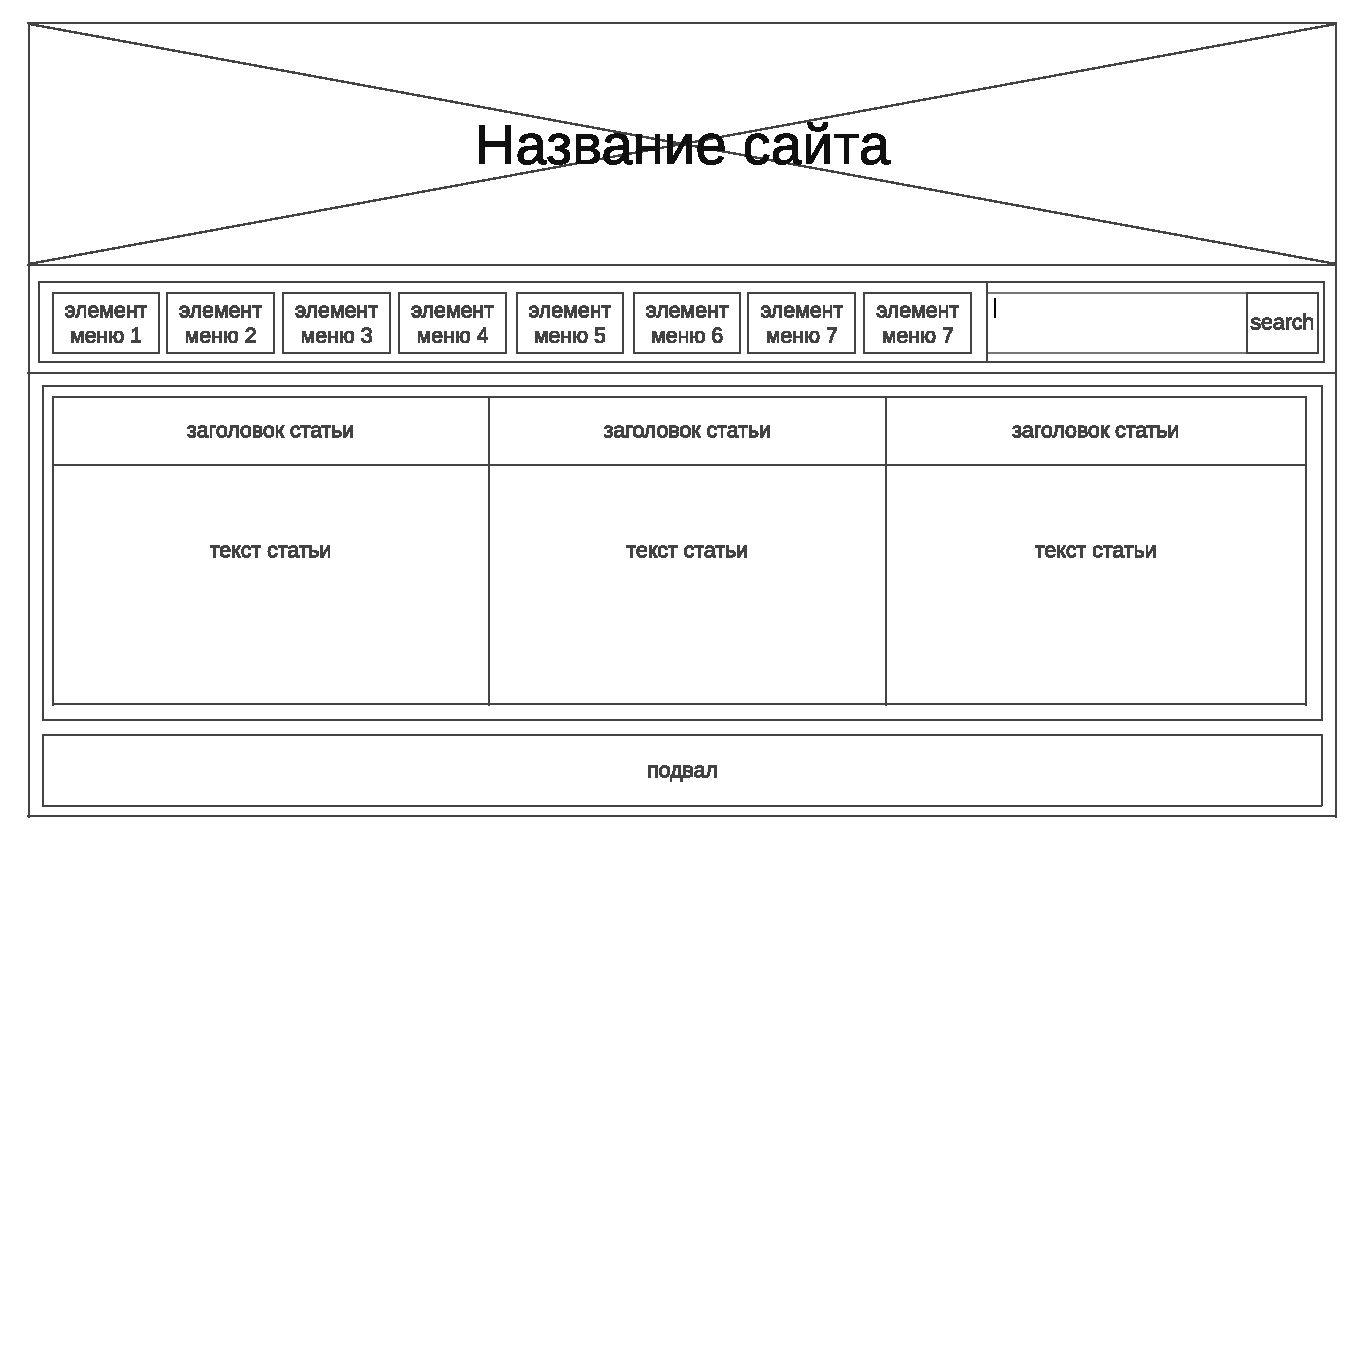 Название сайта
элемент
меню 1
элемент
меню 2
элемент
меню 3
элемент
меню 4
элемент
меню 5
элемент
меню 6
элемент
меню 7
элемент
меню 7
search
заголовок статьи
заголовок статьи
заголовок статьи
текст статьи
текст статьи
текст статьи
подвал